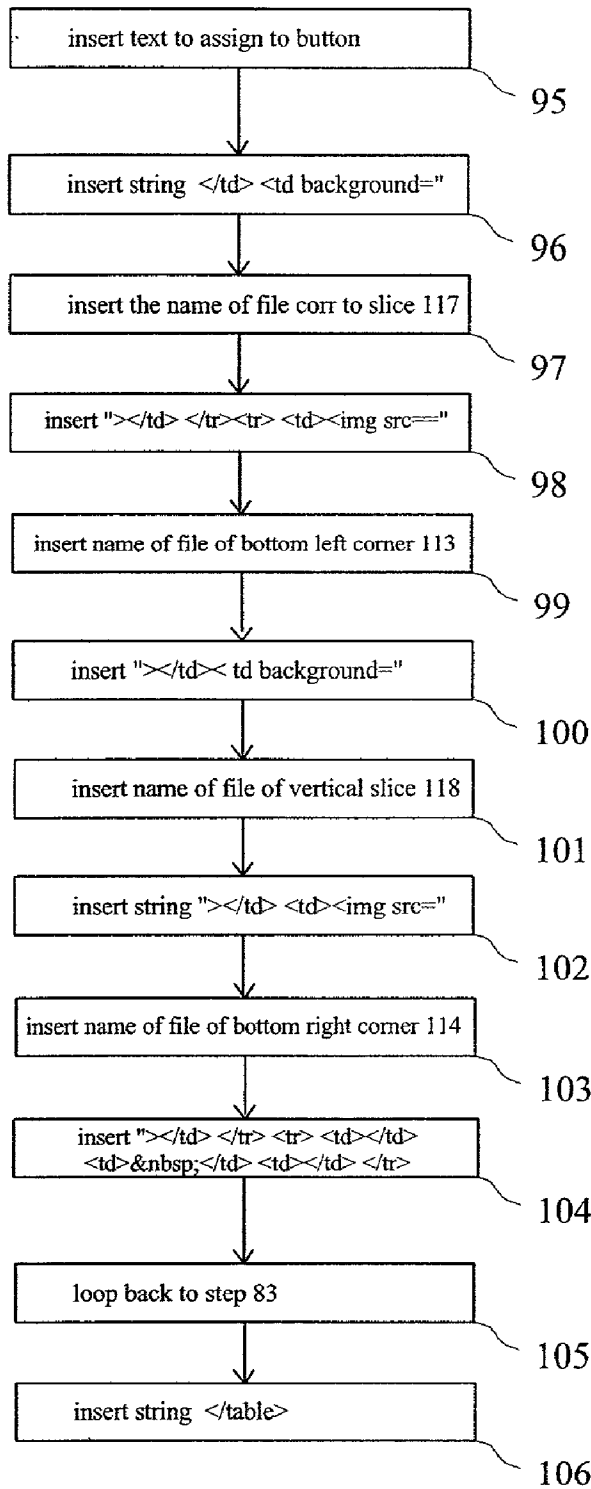 insert text to assign to button
95
insert string </td> <td background="
96
insert the name of file corr to slice 117
97
insert "></td> </tr><tr> <td><img src=="
98
insert name of file of bottom left corner 113
99
insert "></td>< td background="
100
insert name of file of vertical slice 118
101
insert string "></td> <td><img src="
102
insert name of file of bottom right corner 114
103
insert "></td> </tr> <tr> <td></td>
<td>&nbsp;</td> <td></td> </tr>
104
loop back to step 83
105
insert string </table>
106